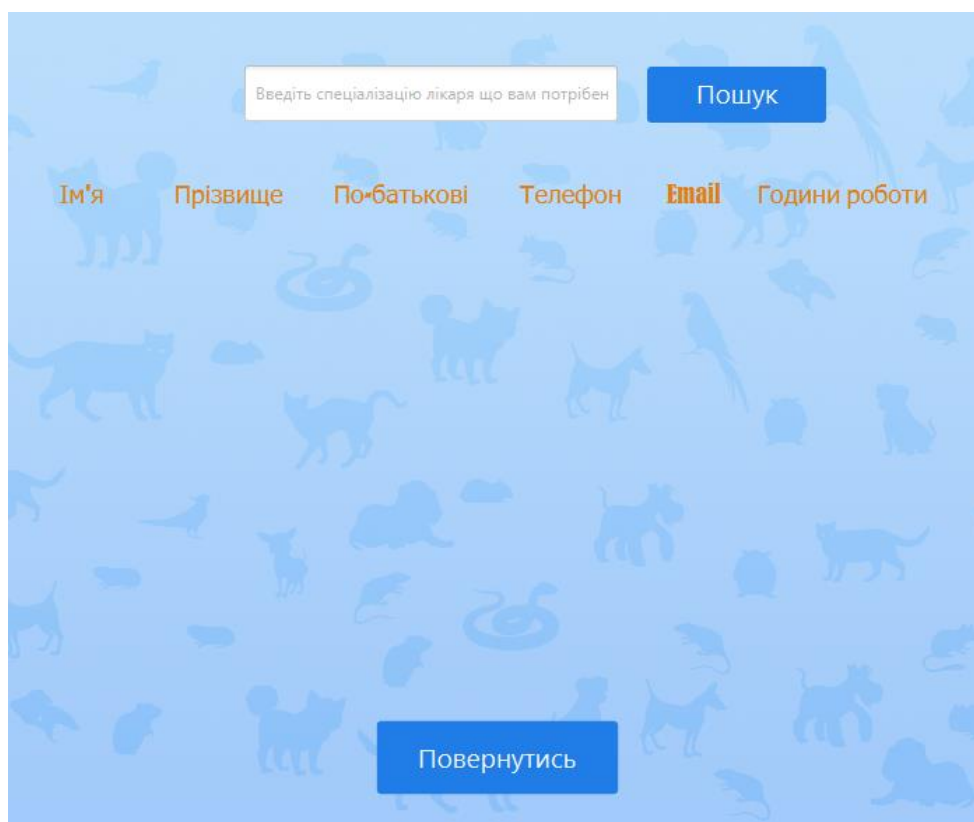 Введіть спеціалізацію лікаря що вам потрібен
Пошук
Ім'я Прізвище По-батькові Телефон Email Години роботи
Повернутись